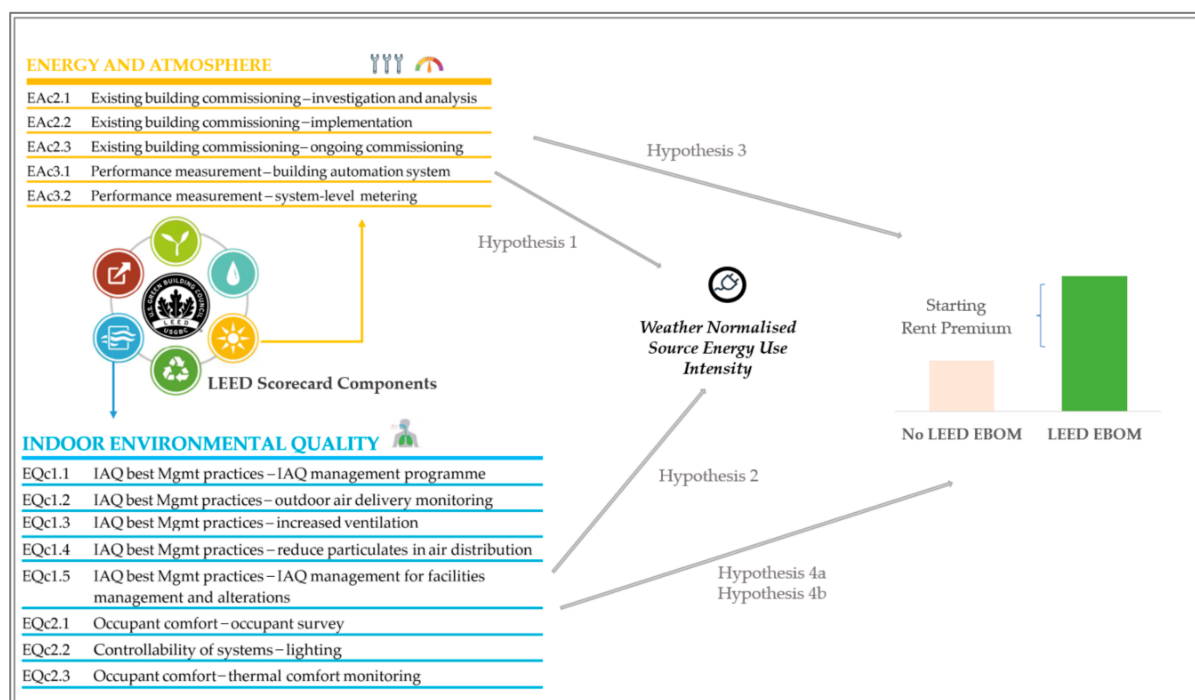 ENERGY AND ATMOSPHERE
EAc2.1 Existing building commissioning–investigation and analysis
EAc2.2 Existing building commissioning–implementation
EAc2.3 Existing building commissioning–ongoing commissioning
EAc3.1 Performance measurement–building automation system
EAc3.2 Performance measurement–system-level metering
Hypothesis 3
Hypothesis 1
U.S. GREEN BUILDING COUNCIL
LEED
USGBC
LEED Scorecard Components
Weather Normalised
Source Energy Use
Intensity
Starting
Rent Premium
No LEED EBOM
LEED EBOM
INDOOR ENVIRONMENTAL QUALITY
EQc1.1 IAQ best Mgmt practices–IAQ management programme
EQc1.2 IAQ best Mgmt practices–outdoor air delivery monitoring
EQc1.3 IAQ best Mgmt practices–increased ventilation
EQc1.4 IAQ best Mgmt practices–reduce particulates in air distribution
EQc1.5 IAQ best Mgmt practices–IAQ management for facilities
management and alterations
EQc2.1 Occupant comfort–occupant survey
EQc2.2 Controllability of systems–lighting
EQc2.3 Occupant comfort–thermal comfort monitoring
Hypothesis 2
Hypothesis 4a
Hypothesis 4b